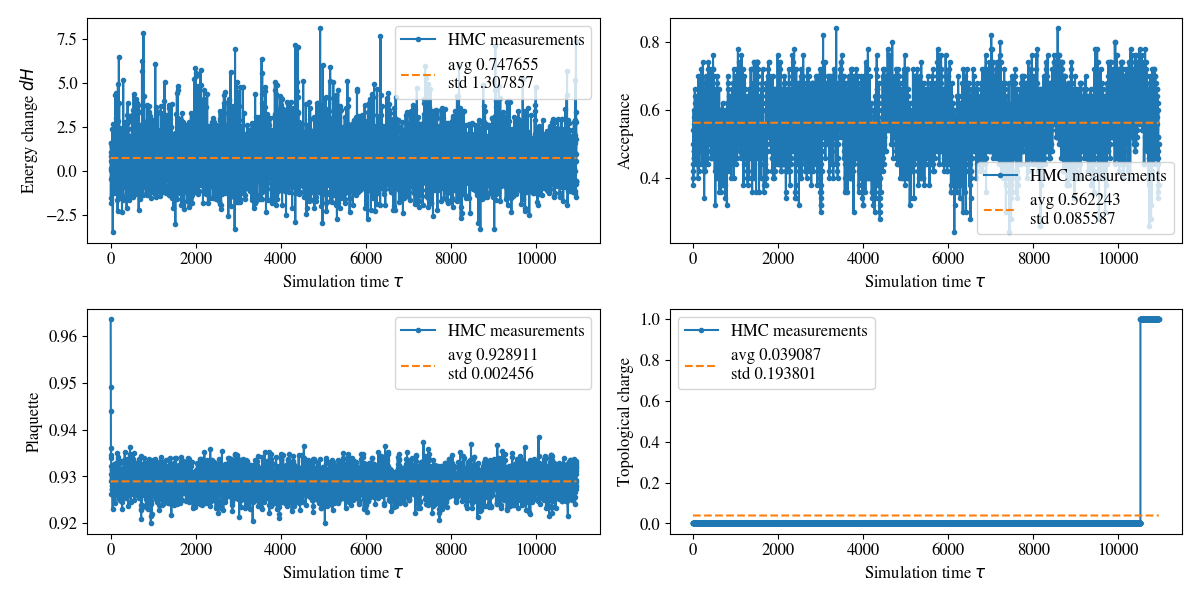 Energy change dH
7.5
5.0
2.5
0.0
−2.5
HMC measurements
avg 0.747655
std 1.307857
0 2000 4000 6000 8000 10000
Simulation time τ
Acceptance
0.8
0.6
0.4
HMC measurements
avg 0.562243
std 0.085587
0 2000 4000 6000 8000 10000
Simulation time τ
Plaquette
0.96
0.95
0.94
0.93
0.92
HMC measurements
avg 0.928911
std 0.002456
0 2000 4000 6000 8000 10000
Simulation time τ
Topological charge
1.0
0.8
0.6
0.4
0.2
0.0
HMC measurements
avg 0.039087
std 0.193801
0 2000 4000 6000 8000 10000
Simulation time τ